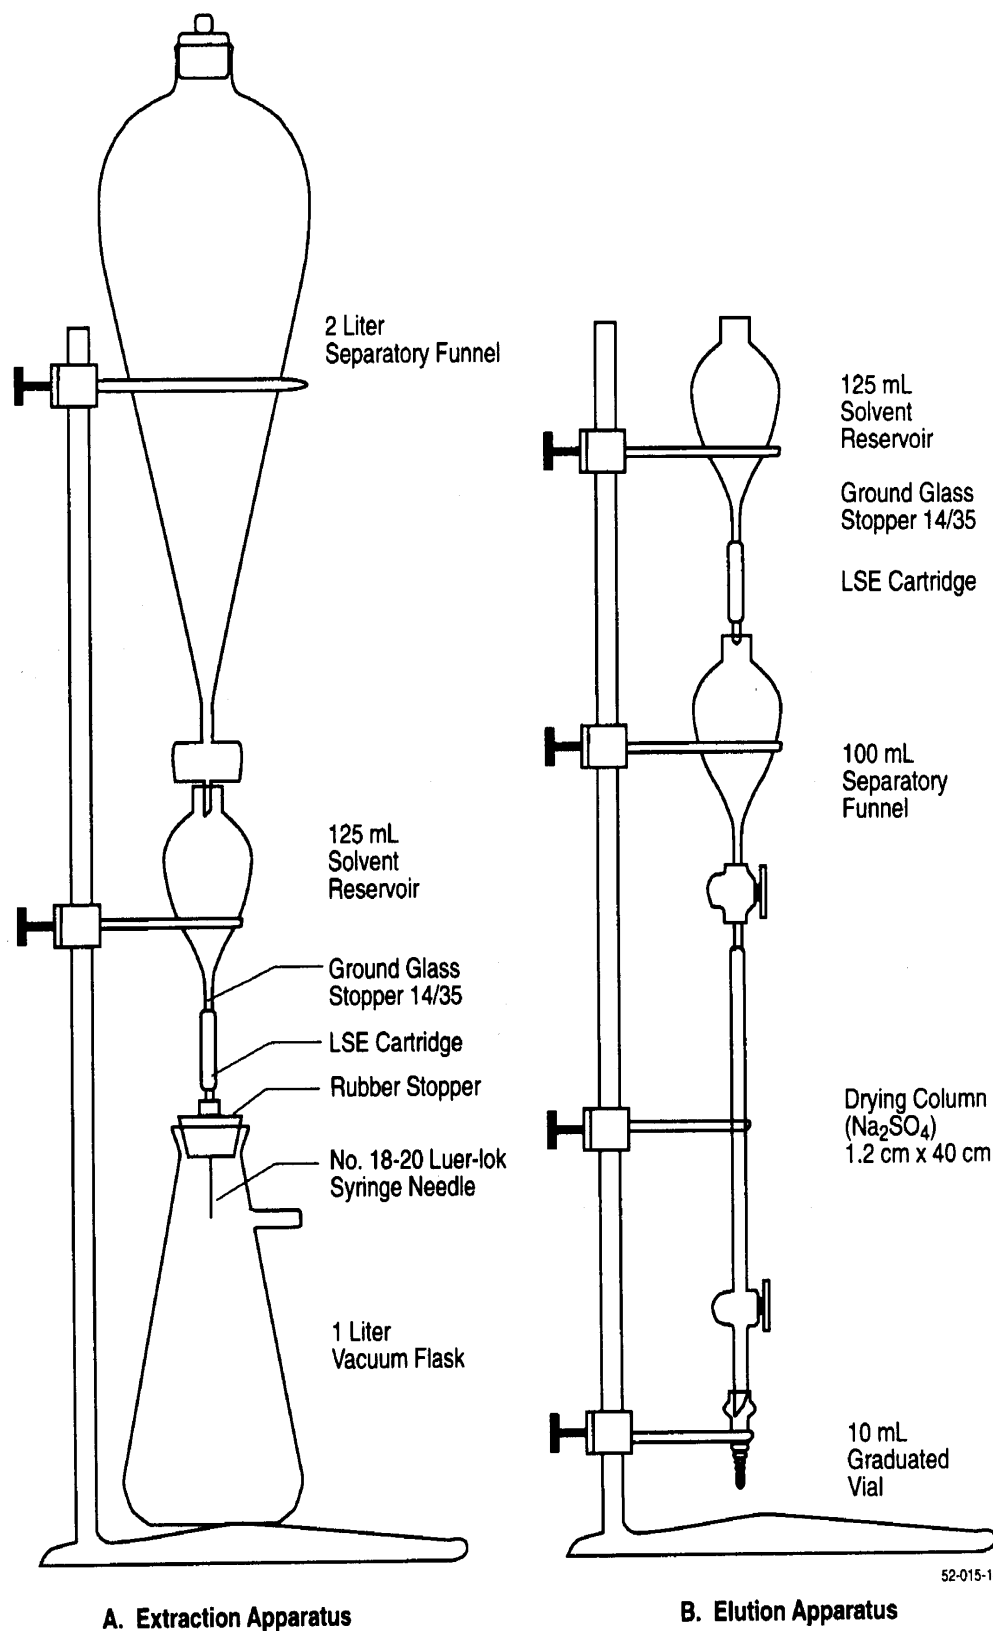 2 Liter
Separatory Funnel
125 mL
Solvent
Reservoir
Ground Glass
Stopper 14/35
LSE Cartridge
Rubber Stopper
No. 18-20 Luer-lok
Syringe Needle
1 Liter
Vacuum Flask
A. Extraction Apparatus
125 mL
Solvent
Reservoir
Ground Glass
Stopper 14/35
LSE Cartridge
100 mL
Separatory
Funnel
Drying Column
(Na₂SO₄)
1.2 cm x 40 cm
10 mL
Graduated
Vial
52-015-1
B. Elution Apparatus